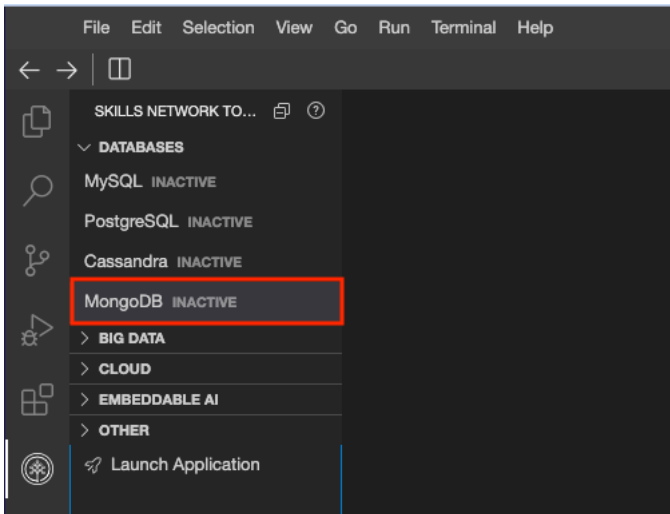 File Edit Selection View Go Run Terminal Help
SKILLS NETWORK TO...
DATABASES
MySQL INACTIVE
PostgreSQL INACTIVE
Cassandra INACTIVE
MongoDB INACTIVE
BIG DATA
CLOUD
EMBEDDABLE AI
OTHER
Launch Application